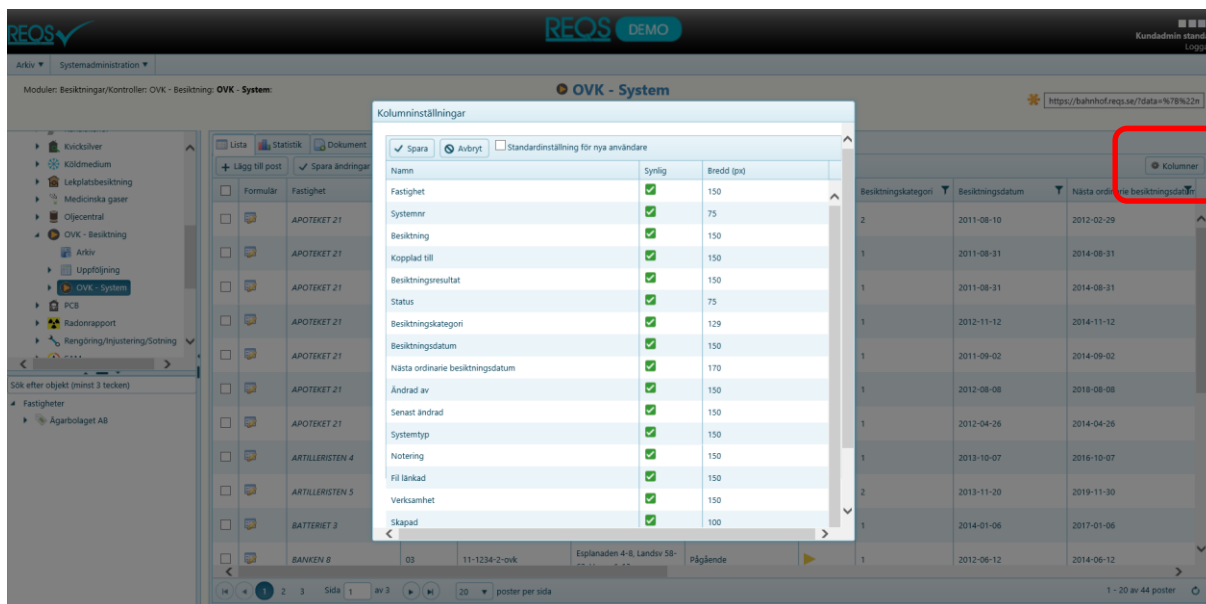 REQS
REQS DEMO
Kundadmin stand
Logga
Arkiv Systemadministration
Moduler: Besiktningar/Kontroller: OVK - Besiktning: OVK - System:
OVK - System
https://bahnhof.reqs.se/?data=%78%22n
Kolumninställningar
Kvicksilver
Köldmedium
Lekplatsbesiktning
Medicinska gaser
Oljecentral
OVK - Besiktning
Arkiv
Uppföljning
OVK - System
PCB
Radonrapport
Rengöring/Injustering/Sotning
Sök efter objekt (minst 3 tecken)
Fastigheter
Ägarbolaget AB
Lista Statistik Dokument
Lägg till post Spara ändringar
Kolumner
Formulär Fastighet
Besiktningskategori Besiktningsdatum Nästa ordinarie besiktningsdatum
Spara Avbryt Standardinställning för nya användare
Namn Synlig Bredd (px)
Fastighet 150
Systemnr 75
Besiktning 150
Kopplad till 150
Besiktningsresultat 150
Status 75
Besiktningskategori 129
Besiktningsdatum 150
Nästa ordinarie besiktningsdatum 170
Ändrad av 150
Senast ändrad 150
Systemtyp 150
Notering 150
Fil länkad 150
Verksamhet 150
Skapad 100
APOTEKET 21 2 2011-08-10 2012-02-29
APOTEKET 21 1 2011-08-31 2014-08-31
APOTEKET 21 1 2011-08-31 2014-08-31
APOTEKET 21 1 2012-11-12 2014-11-12
APOTEKET 21 1 2011-09-02 2014-09-02
APOTEKET 21 1 2012-08-08 2018-08-08
APOTEKET 21 1 2012-04-26 2014-04-26
ARTILLERISTEN 4 1 2013-10-07 2016-10-07
ARTILLERISTEN 5 2 2013-11-20 2019-11-30
BATTERIET 3 1 2014-01-06 2017-01-06
BANKEN 8 03 11-1234-2-ovk Esplanaden 4-8, Landsv 58- Pågående 1 2012-06-12 2014-06-12
1 2 3 Sida 1 av 3 20 poster per sida
1 - 20 av 44 poster